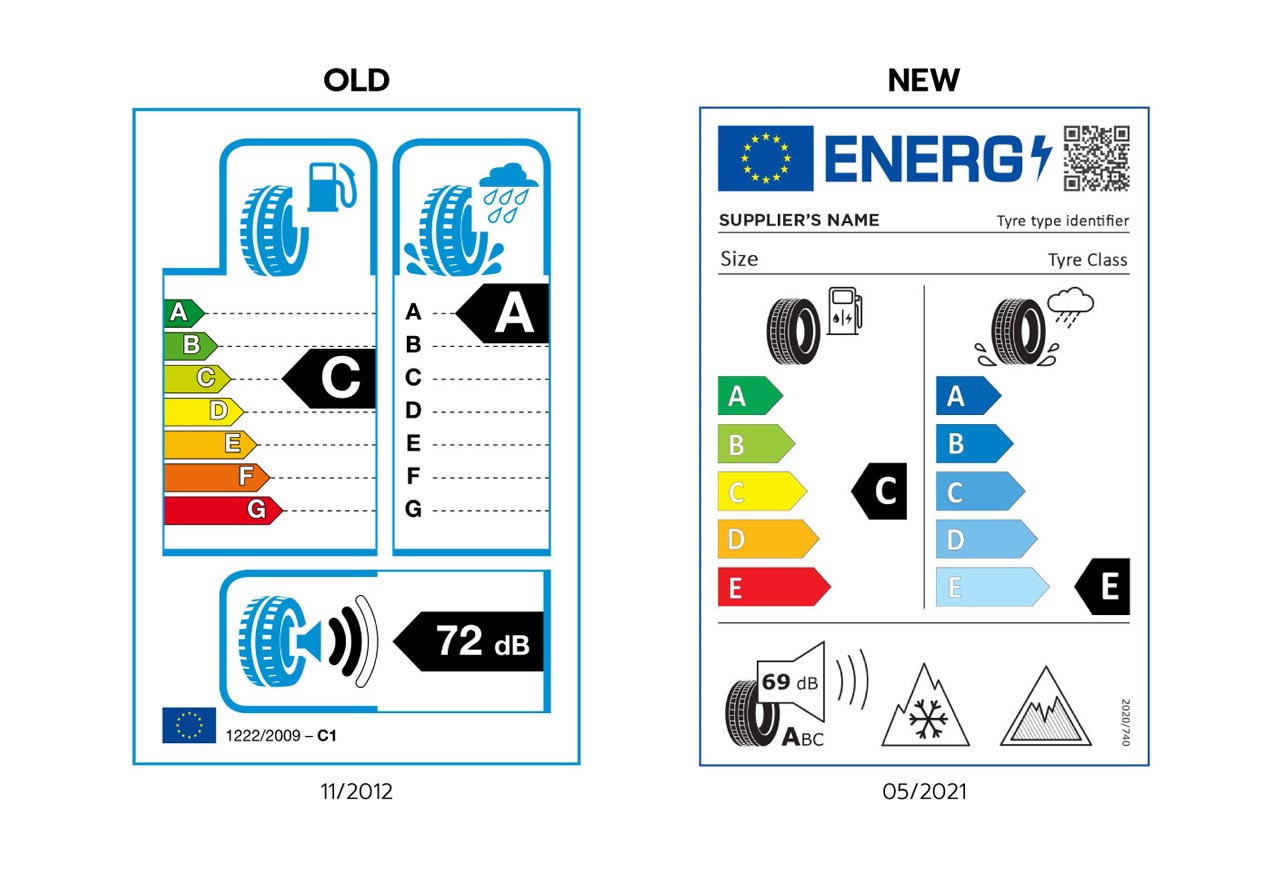 OLD
A
B
C
D
E
F
G
C
A
B
C
D
E
F
G
A
72 dB
1222/2009 – C1
11/2012
NEW
ENERG
SUPPLIER'S NAME
Tyre type identifier
Size
Tyre Class
A
B
C
D
E
C
A
B
C
D
E
E
69 dB
ABC
2020/740
05/2021